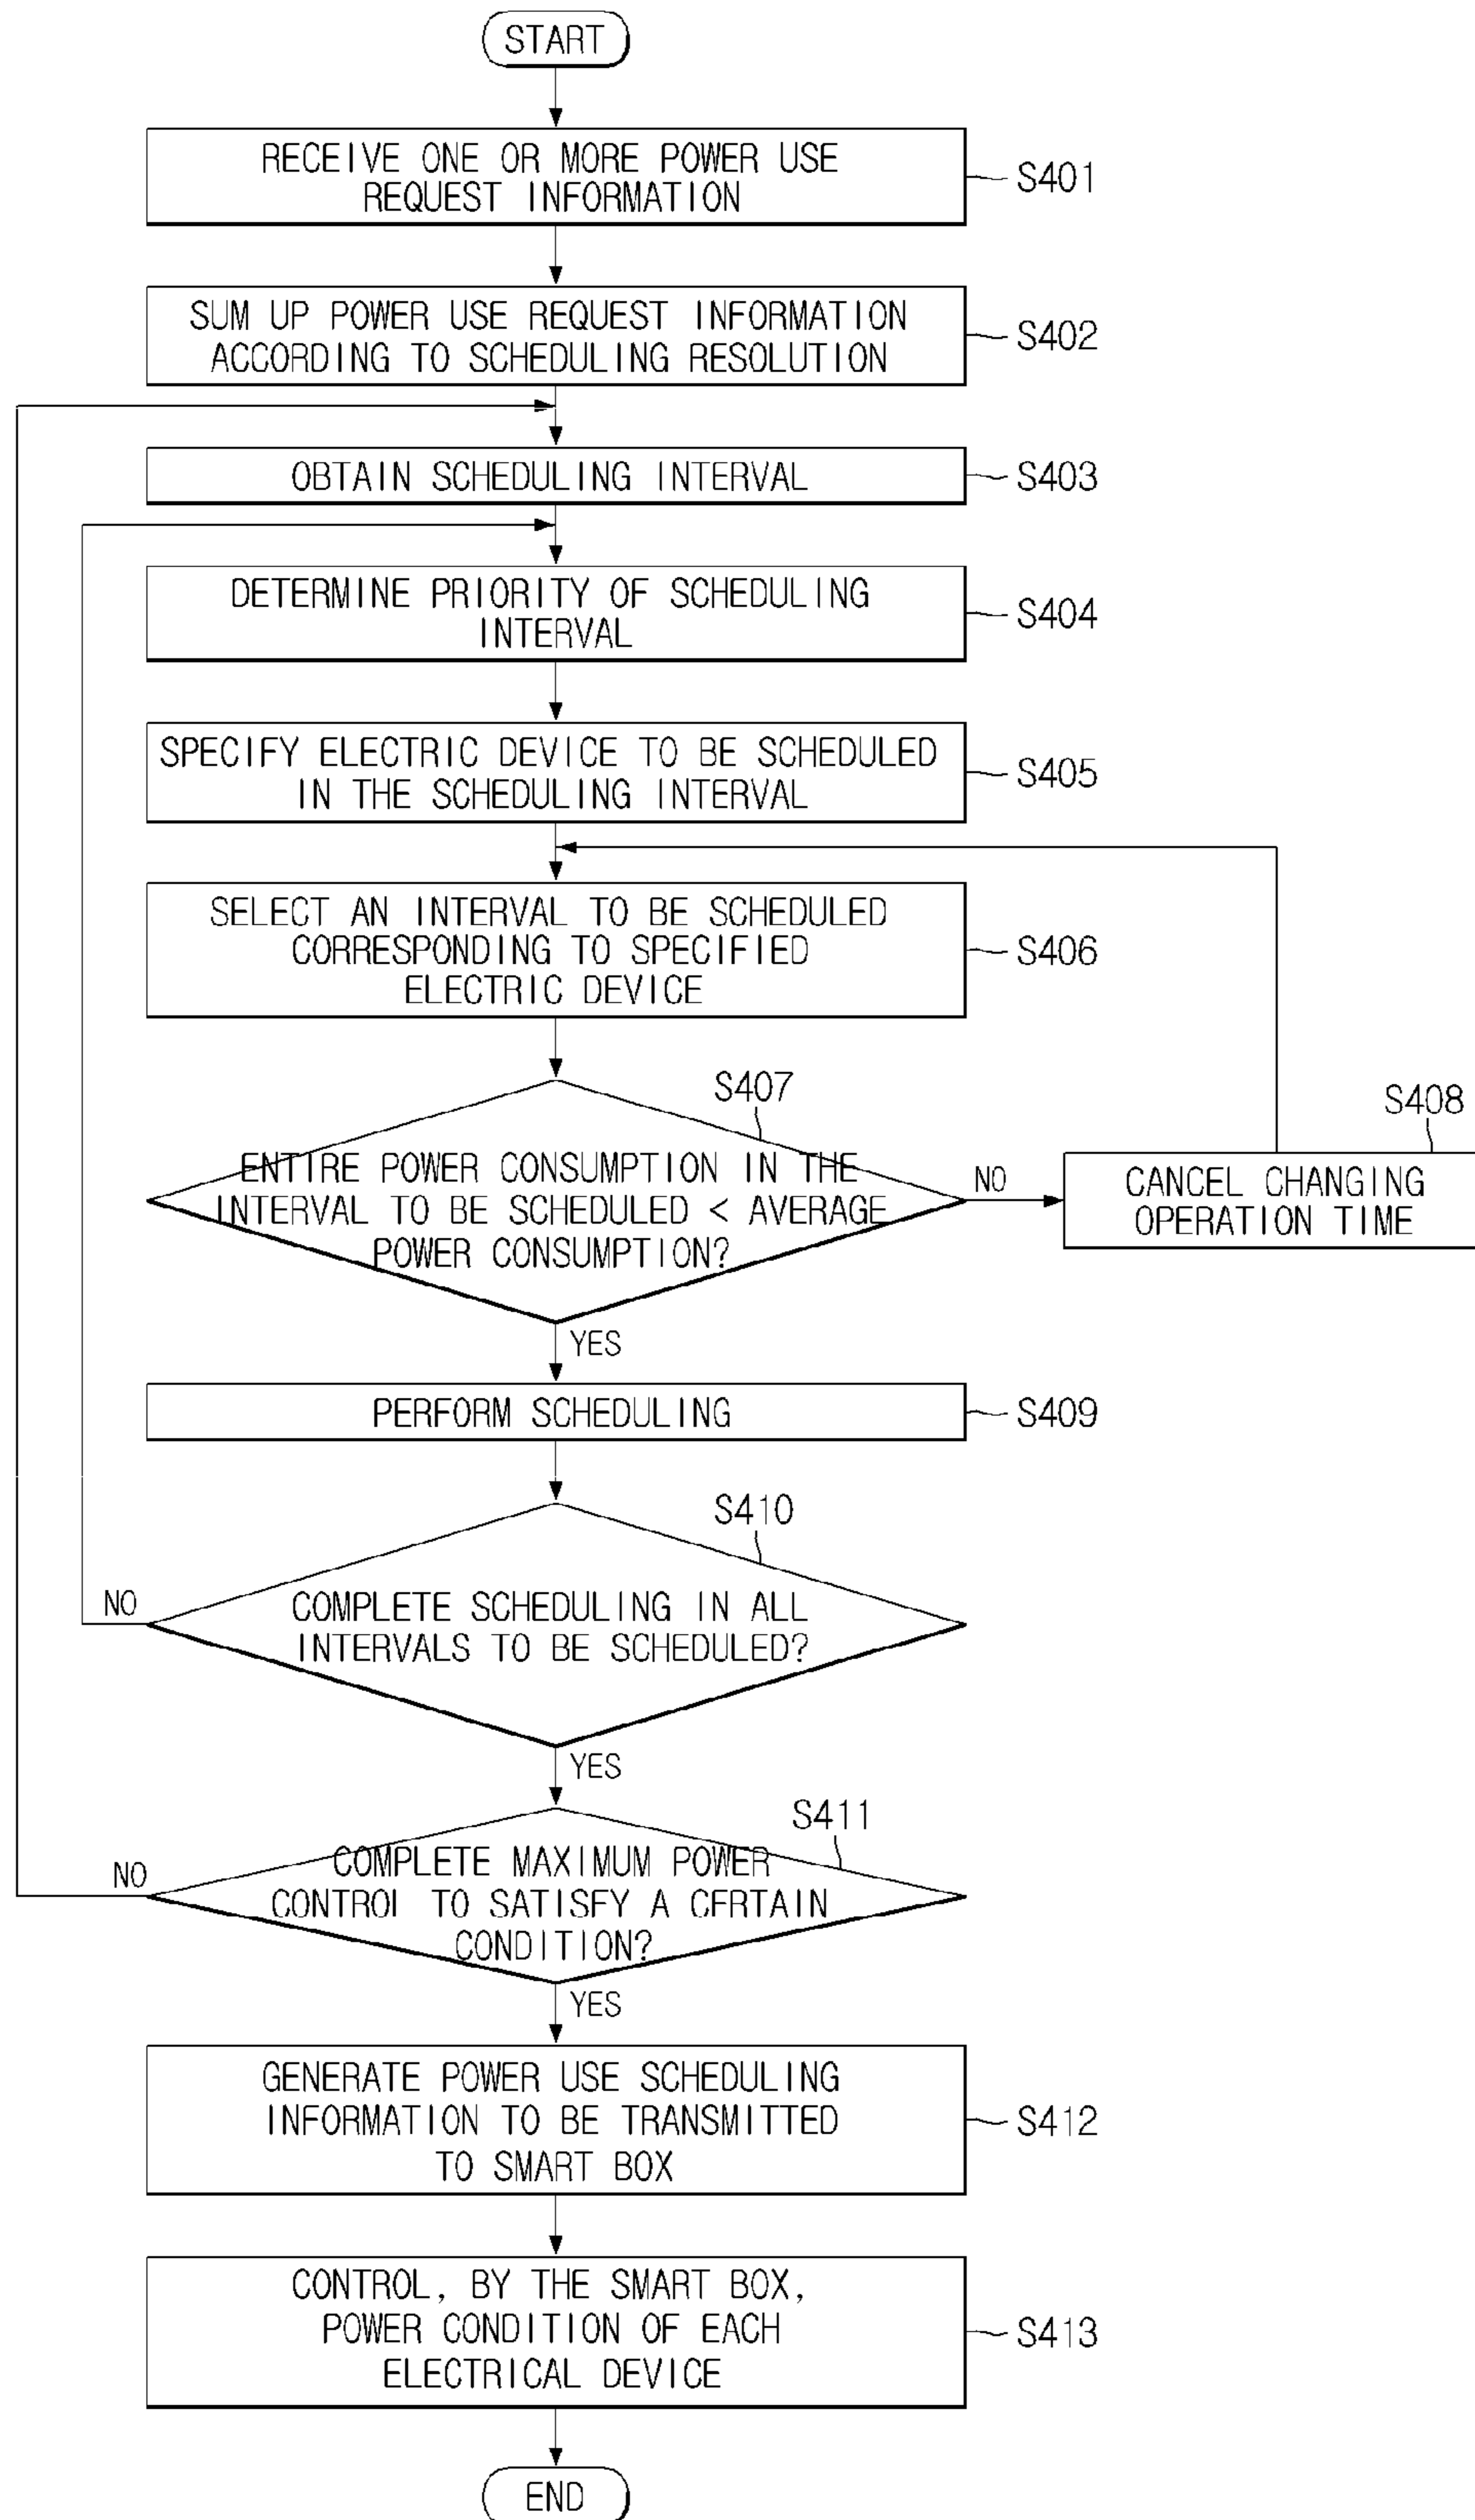 START
RECEIVE ONE OR MORE POWER USE
REQUEST INFORMATION
S401
SUM UP POWER USE REQUEST INFORMATION
ACCORDING TO SCHEDULING RESOLUTION
S402
OBTAIN SCHEDULING INTERVAL
S403
DETERMINE PRIORITY OF SCHEDULING
INTERVAL
S404
SPECIFY ELECTRIC DEVICE TO BE SCHEDULED
IN THE SCHEDULING INTERVAL
S405
SELECT AN INTERVAL TO BE SCHEDULED
CORRESPONDING TO SPECIFIED
ELECTRIC DEVICE
S406
S407
ENTIRE POWER CONSUMPTION IN THE
INTERVAL TO BE SCHEDULED < AVERAGE
POWER CONSUMPTION?
NO
S408
CANCEL CHANGING
OPERATION TIME
YES
PERFORM SCHEDULING
S409
S410
COMPLETE SCHEDULING IN ALL
INTERVALS TO BE SCHEDULED?
NO
YES
S411
COMPLETE MAXIMUM POWER
CONTROL TO SATISFY A CERTAIN
CONDITION?
NO
YES
GENERATE POWER USE SCHEDULING
INFORMATION TO BE TRANSMITTED
TO SMART BOX
S412
CONTROL, BY THE SMART BOX,
POWER CONDITION OF EACH
ELECTRICAL DEVICE
S413
END